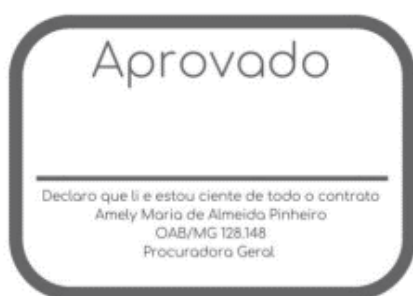 Aprovado
Declaro que li e estou ciente de todo o contrato
Amely Maria de Almeida Pinheiro
OAB/MG 128.148
Procuradora Geral